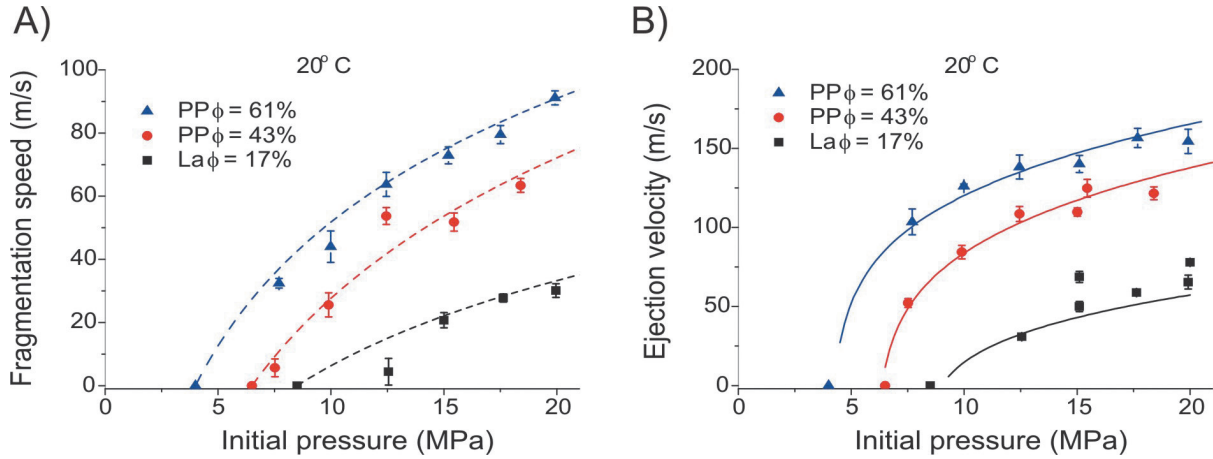 A)
20° C
Fragmentation speed (m/s)
100
80
60
40
20
0
PP ϕ = 61%
PP ϕ = 43%
La ϕ = 17%
0 5 10 15 20
Initial pressure (MPa)
B)
20° C
Ejection velocity (m/s)
200
150
100
50
0
PP ϕ = 61%
PP ϕ = 43%
La ϕ = 17%
0 5 10 15 20
Initial pressure (MPa)